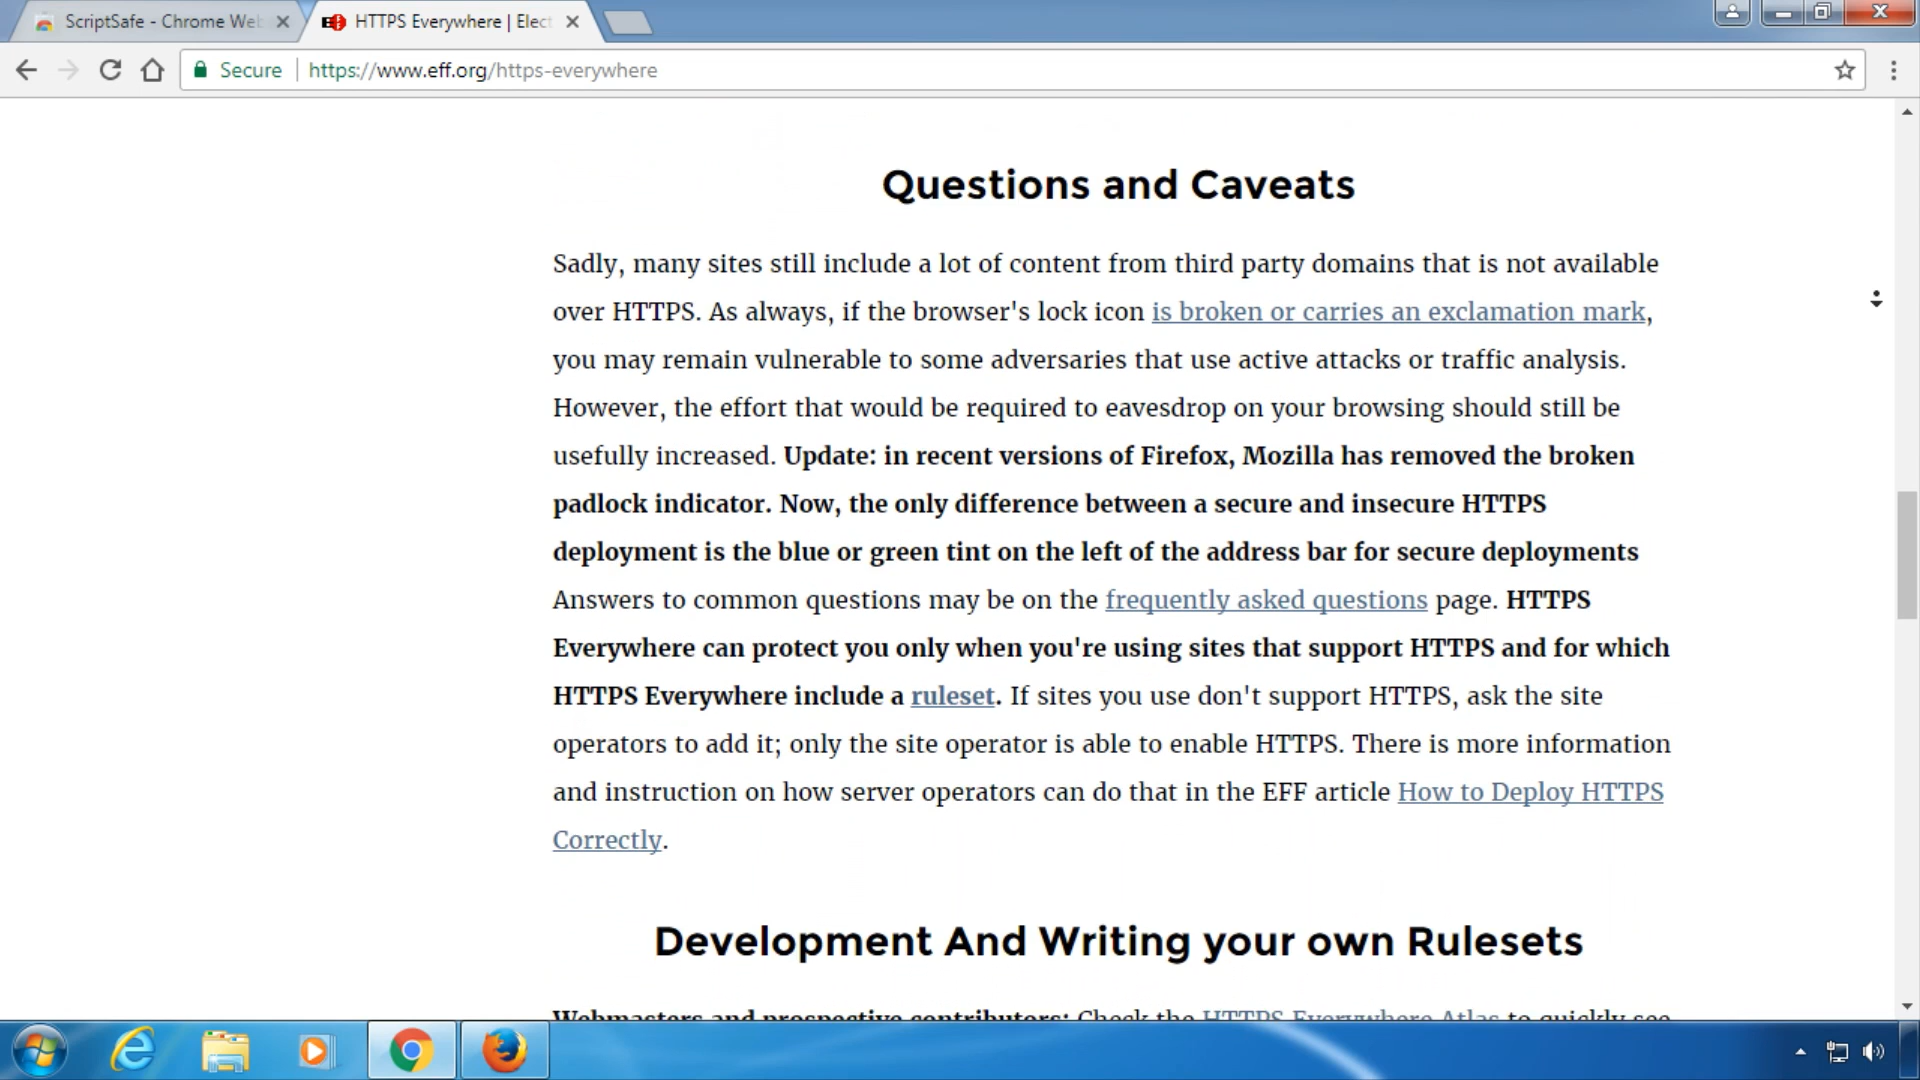 ScriptSafe - Chrome Web
HTTPS Everywhere | Elect
Secure
https://www.eff.org/https-everywhere
Questions and Caveats
Sadly, many sites still include a lot of content from third party domains that is not available
over HTTPS. As always, if the browser's lock icon is broken or carries an exclamation mark,
you may remain vulnerable to some adversaries that use active attacks or traffic analysis.
However, the effort that would be required to eavesdrop on your browsing should still be
usefully increased. Update: in recent versions of Firefox, Mozilla has removed the broken
padlock indicator. Now, the only difference between a secure and insecure HTTPS
deployment is the blue or green tint on the left of the address bar for secure deployments
Answers to common questions may be on the frequently asked questions page. HTTPS
Everywhere can protect you only when you're using sites that support HTTPS and for which
HTTPS Everywhere include a ruleset. If sites you use don't support HTTPS, ask the site
operators to add it; only the site operator is able to enable HTTPS. There is more information
and instruction on how server operators can do that in the EFF article How to Deploy HTTPS
Correctly.
Development And Writing your own Rulesets
Webmasters and prospective contributors: Check the HTTPS Everywhere Atlas to quickly see